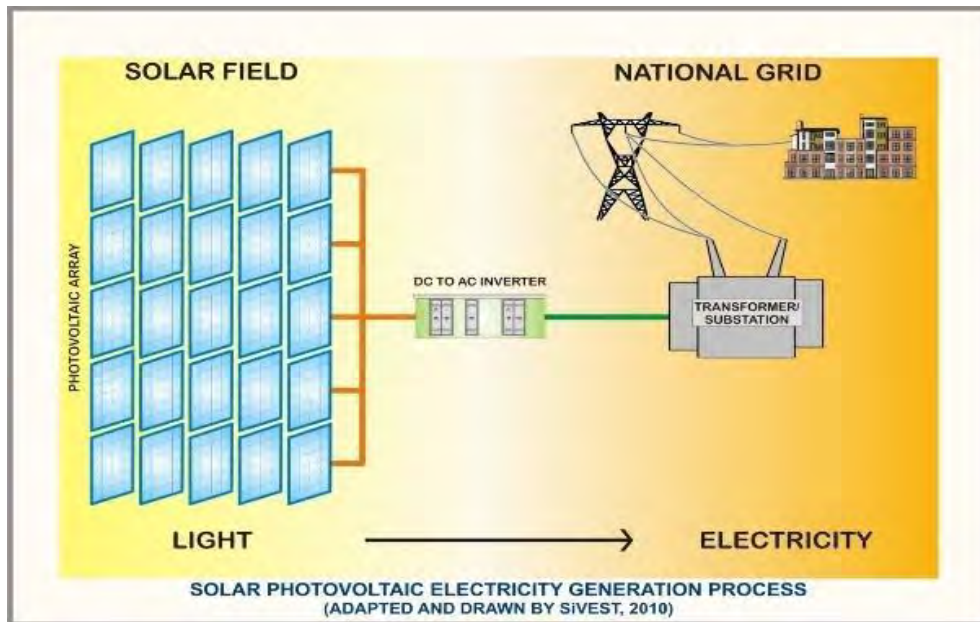 SOLAR FIELD
NATIONAL GRID
PHOTOVOLTAIC ARRAY
DC TO AC INVERTER
TRANSFORMER/
SUBSTATION
LIGHT
ELECTRICITY
SOLAR PHOTOVOLTAIC ELECTRICITY GENERATION PROCESS
(ADAPTED AND DRAWN BY SiVEST, 2010)